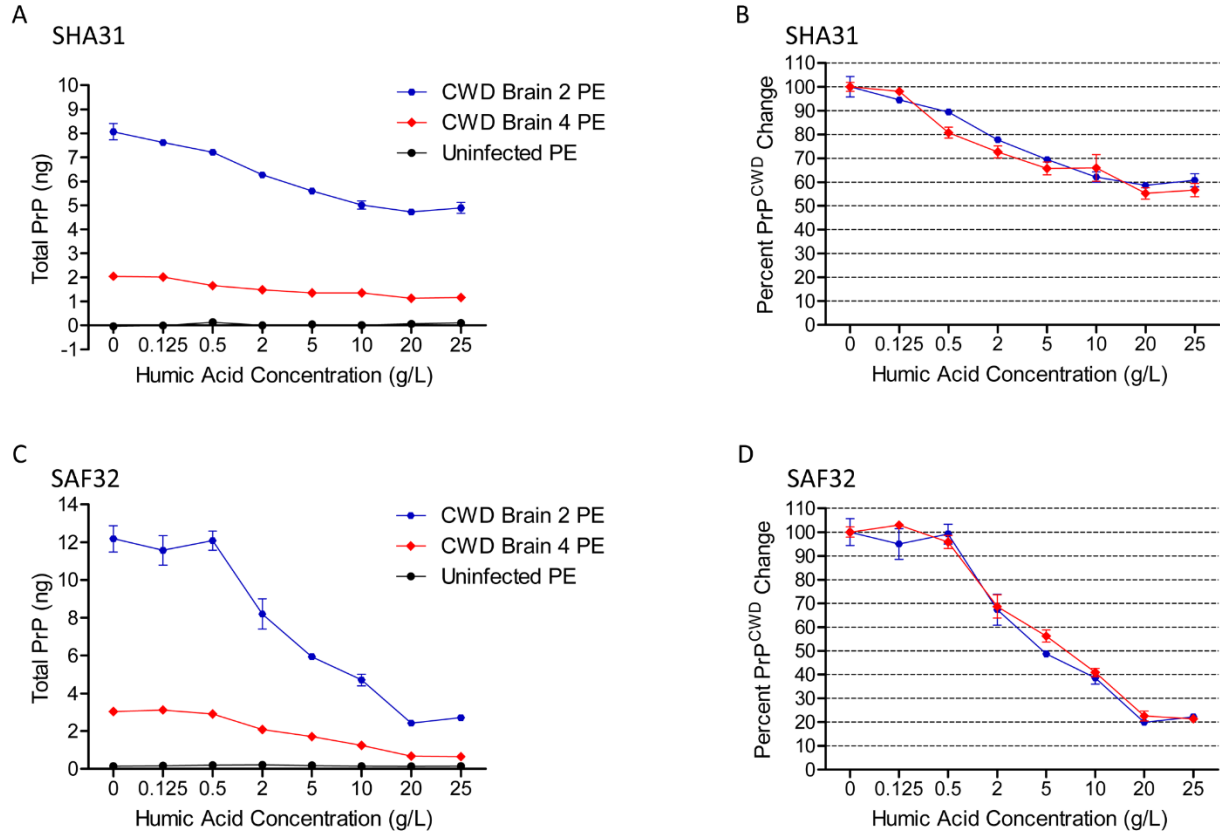 A
SHA31
10
9
8
7
6
5
4
3
2
1
0
-1
Total PrP (ng)
CWD Brain 2 PE
CWD Brain 4 PE
Uninfected PE
0 0.125 0.5 2 5 10 20 25
Humic Acid Concentration (g/L)
B
SHA31
110
100
90
80
70
60
50
40
30
20
10
0
Percent PrP^CWD Change
0 0.125 0.5 2 5 10 20 25
Humic Acid Concentration (g/L)
C
SAF32
14
12
10
8
6
4
2
0
Total PrP (ng)
CWD Brain 2 PE
CWD Brain 4 PE
Uninfected PE
0 0.125 0.5 2 5 10 20 25
Humic Acid Concentration (g/L)
D
SAF32
110
100
90
80
70
60
50
40
30
20
10
0
Percent PrP^CWD Change
0 0.125 0.5 2 5 10 20 25
Humic Acid Concentration (g/L)